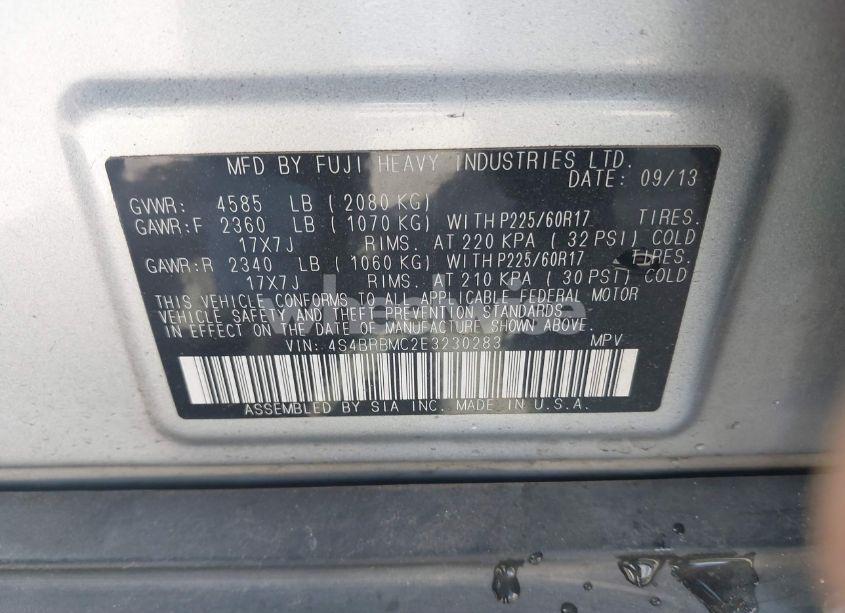 MFD BY FUJI HEAVY INDUSTRIES LTD.
DATE: 09/13
GVWR: 4585 LB (2080 KG)
GAWR:F 2360 LB (1070 KG) WITH P225/60R17 TIRES.
17X7J RIMS. AT 220 KPA (32 PSI) COLD
GAWR:R 2340 LB (1060 KG) WITH P225/60R17 TIRES.
17X7J RIMS. AT 210 KPA (30 PSI) COLD
THIS VEHICLE CONFORMS TO ALL APPLICABLE FEDERAL MOTOR
VEHICLE SAFETY AND THEFT PREVENTION STANDARDS
IN EFFECT ON THE DATE OF MANUFACTURE SHOWN ABOVE.
VIN: 4S4BRBMC2E3230283 MPV
ASSEMBLED BY SIA INC. MADE IN U.S.A.